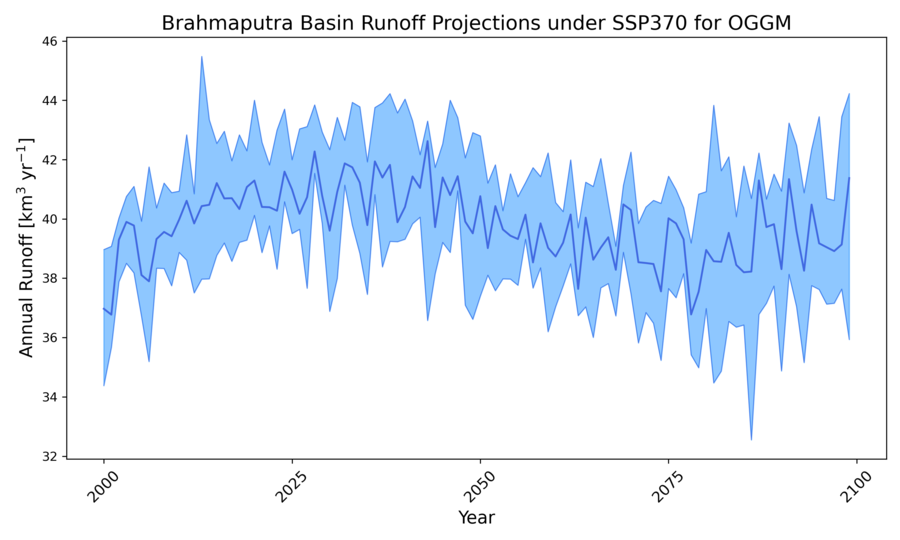 Brahmaputra Basin Runoff Projections under SSP370 for OGGM
46
44
42
40
38
36
34
32
Annual Runoff [km³ yr⁻¹]
2000 2025 2050 2075 2100
Year